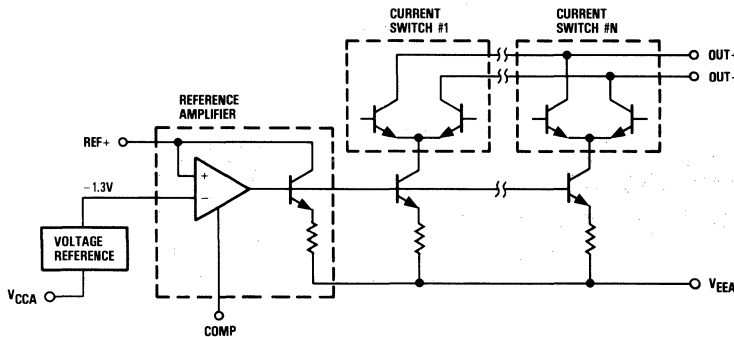 CURRENT
SWITCH #1
CURRENT
SWITCH #N
OUT+
OUT-
REFERENCE
AMPLIFIER
REF+
+
−
−1.3V
VOLTAGE
REFERENCE
VCCA
COMP
VEEA